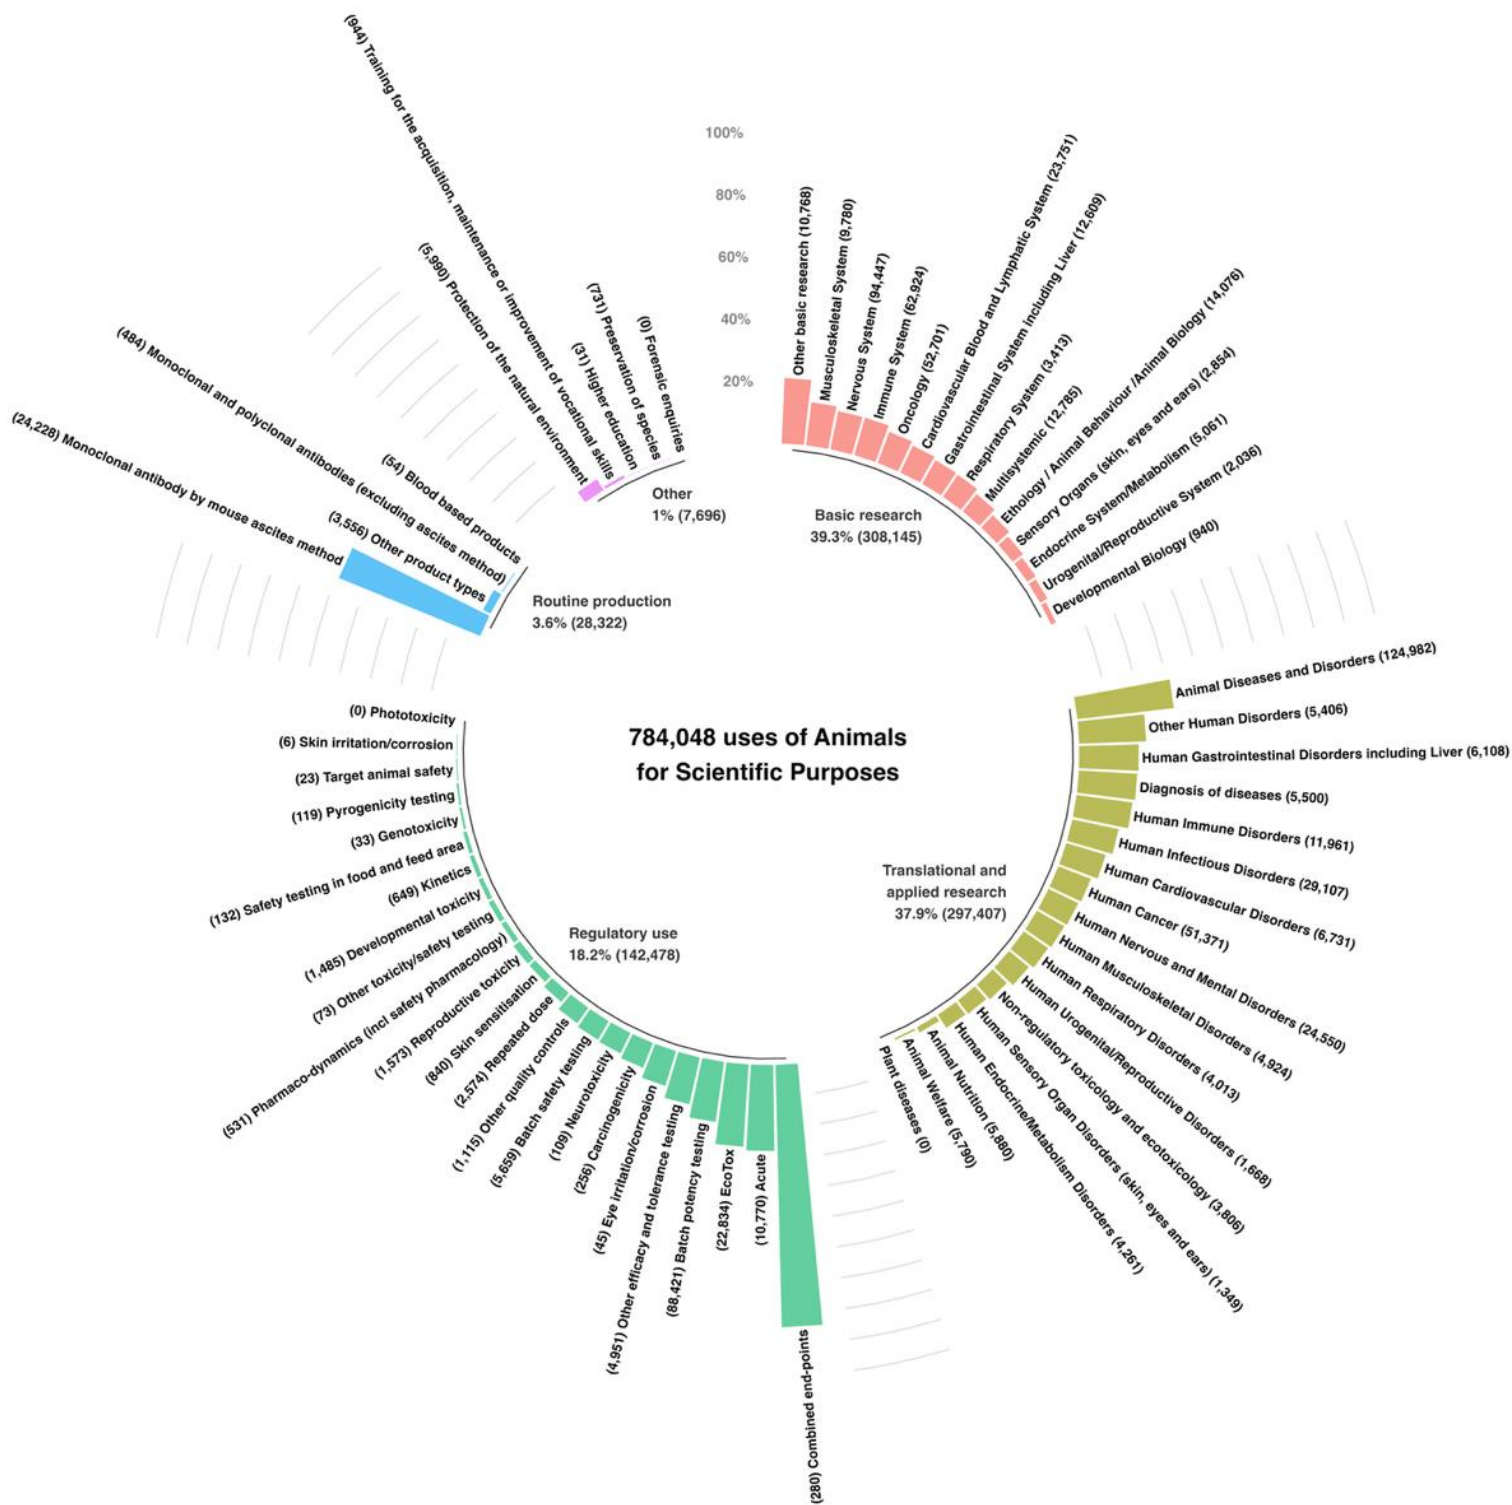 784,048 uses of Animals
for Scientific Purposes
100%
80%
60%
40%
20%
Basic research
39.3% (308,145)
Other basic research (10,768)
Musculoskeletal System (9,780)
Nervous System (94,447)
Immune System (62,924)
Oncology (52,701)
Cardiovascular Blood and Lymphatic System (23,751)
Gastrointestinal System including Liver (12,609)
Respiratory System (3,413)
Multisystemic (12,785)
Ethology / Animal Behaviour /Animal Biology (14,076)
Sensory Organs (skin, eyes and ears) (2,854)
Endocrine System/Metabolism (5,061)
Urogenital/Reproductive System (2,036)
Developmental Biology (940)
Translational and
applied research
37.9% (297,407)
Animal Diseases and Disorders (124,982)
Other Human Disorders (5,406)
Human Gastrointestinal Disorders including Liver (6,108)
Diagnosis of diseases (5,500)
Human Immune Disorders (11,961)
Human Infectious Disorders (29,107)
Human Cardiovascular Disorders (6,731)
Human Cancer (51,371)
Human Nervous and Mental Disorders (24,550)
Human Musculoskeletal Disorders (4,924)
Human Respiratory Disorders (4,013)
Human Urogenital/Reproductive Disorders (1,668)
Non-regulatory toxicology and ecotoxicology (3,806)
Human Sensory Organ Disorders (skin, eyes and ears) (1,349)
Human Endocrine/Metabolism Disorders (4,261)
Animal Nutrition (5,880)
Animal Welfare (5,790)
Plant diseases (0)
Regulatory use
18.2% (142,478)
(280) Combined end-points
(10,770) Acute
(22,834) EcoTox
(88,421) Batch potency testing
(4,951) Other efficacy and tolerance testing
(45) Eye irritation/corrosion
(256) Carcinogenicity
(109) Neurotoxicity
(5,659) Batch safety testing
(1,115) Other quality controls
(2,574) Repeated dose
(840) Skin sensitisation
(1,573) Reproductive toxicity
(531) Pharmaco-dynamics (incl safety pharmacology)
(73) Other toxicity/safety testing
(1,485) Developmental toxicity
(649) Kinetics
(132) Safety testing in food and feed area
(33) Genotoxicity
(119) Pyrogenicity testing
(23) Target animal safety
(6) Skin irritation/corrosion
(0) Phototoxicity
Routine production
3.6% (28,322)
(24,228) Monoclonal antibody by mouse ascites method
(3,556) Other product types
(484) Monoclonal and polyclonal antibodies (excluding ascites method)
(54) Blood based products
Other
1% (7,696)
(5,990) Protection of the natural environment
(944) Training for the acquisition, maintenance or improvement of vocational skills
(31) Higher education
(731) Preservation of species
(0) Forensic enquiries